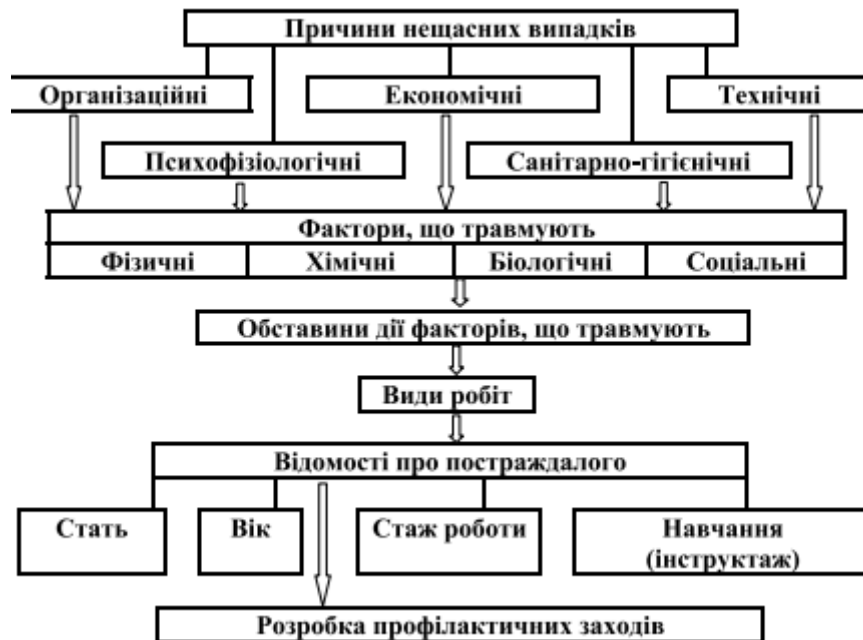 Причини нещасних випадків
Організаційні
Економічні
Технічні
Психофізіологічні
Санітарно-гігієнічні
Фактори, що травмують
Фізичні
Хімічні
Біологічні
Соціальні
Обставини дії факторів, що травмують
Види робіт
Відомості про постраждалого
Стать
Вік
Стаж роботи
Навчання
(інструктаж)
Розробка профілактичних заходів